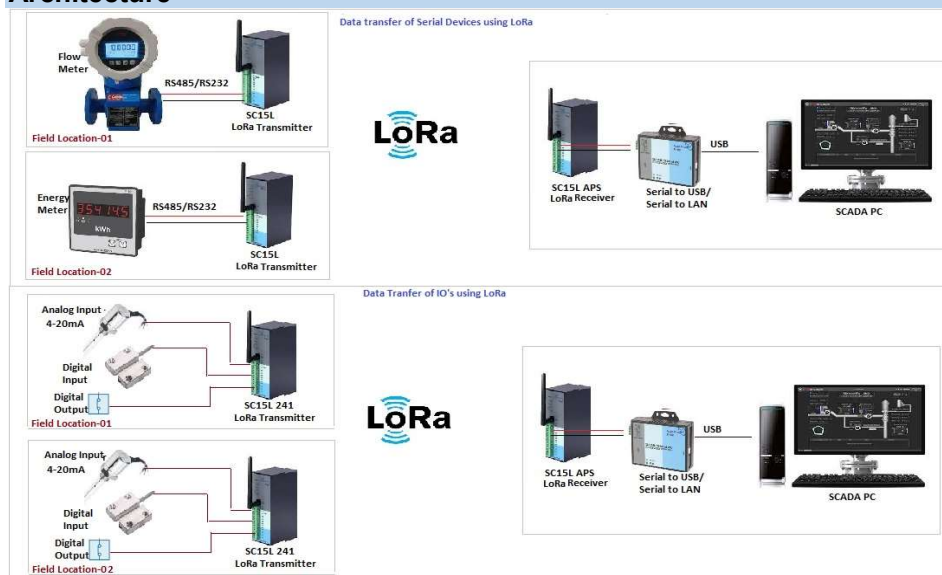 Architecture
Data transfer of Serial Devices using LoRa
Flow
Meter
RS485/RS232
SC15L
LoRa Transmitter
Field Location-01
Energy
Meter
354145
kWh
RS485/RS232
SC15L
LoRa Transmitter
Field Location-02
LoRa
SC15L APS
LoRa Receiver
Serial to USB/
Serial to LAN
USB
SCADA PC
Data Tranfer of IO's using LoRa
Analog Input
4-20mA
Digital
Input
Digital
Output
SC15L 241
LoRa Transmitter
Field Location-01
Analog Input
4-20mA
Digital
Input
Digital
Output
SC15L 241
LoRa Transmitter
Field Location-02
LoRa
SC15L APS
LoRa Receiver
Serial to USB/
Serial to LAN
USB
SCADA PC